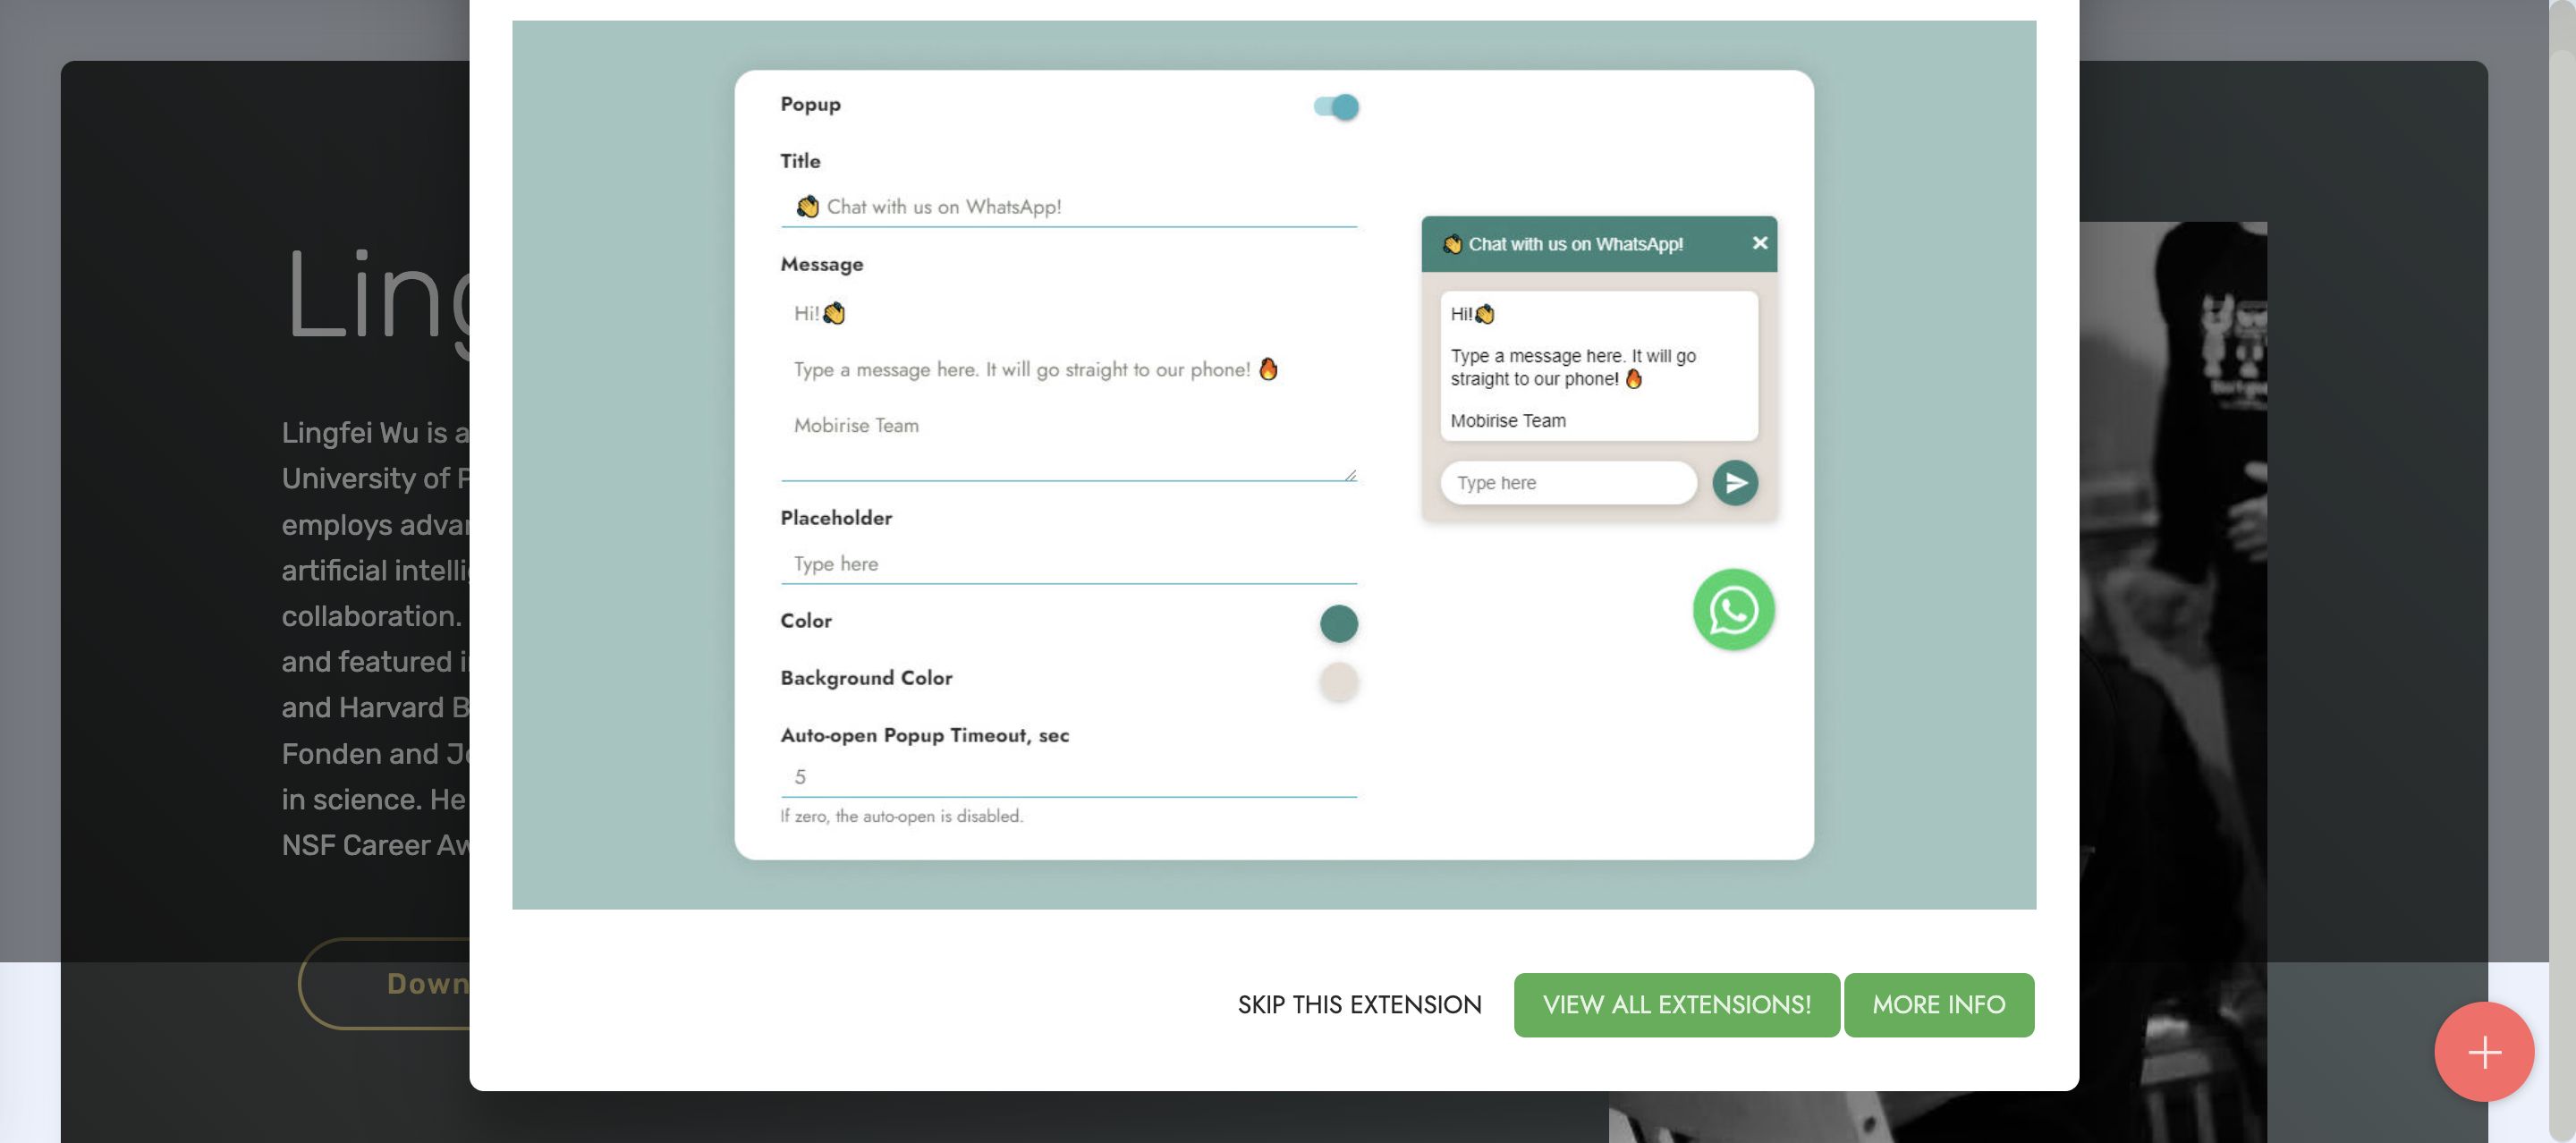 Ling
Lingfei Wu is a
University of P
employs advan
artificial intelli
collaboration.
and featured i
and Harvard B
Fonden and J
in science. He
NSF Career Aw
Down
Popup
Title
👏 Chat with us on WhatsApp!
Message
Hi!👏
Type a message here. It will go straight to our phone! 🔥
Mobirise Team
Placeholder
Type here
Color
Background Color
Auto-open Popup Timeout, sec
5
If zero, the auto-open is disabled.
👏 Chat with us on WhatsApp!
Hi!👏
Type a message here. It will go
straight to our phone! 🔥
Mobirise Team
Type here
SKIP THIS EXTENSION
VIEW ALL EXTENSIONS!
MORE INFO